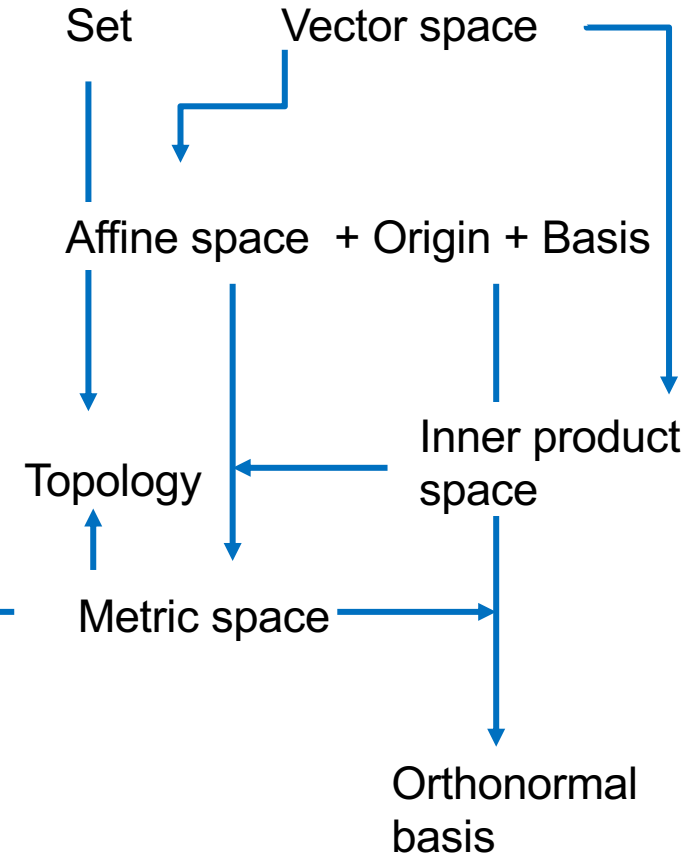 Set Vector space
Affine space + Origin + Basis
Inner product
space
Topology
Metric space
Orthonormal
basis